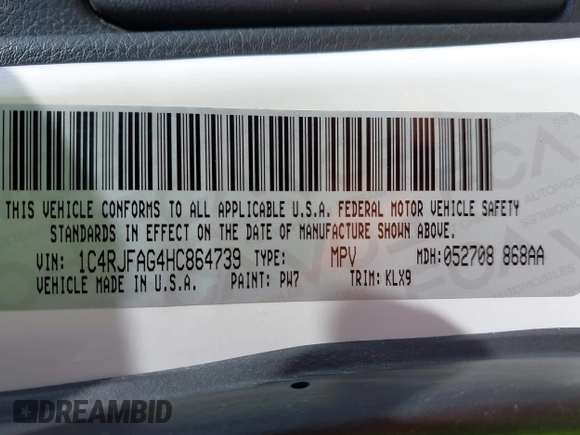 THIS VEHICLE CONFORMS TO ALL APPLICABLE U.S.A. FEDERAL MOTOR VEHICLE SAFETY
STANDARDS IN EFFECT ON THE DATE OF MANUFACTURE SHOWN ABOVE.
VIN: 1C4RJFAG4HC864739 TYPE: MPV MDH:052708 868AA
VEHICLE MADE IN U.S.A. PAINT: PW7 TRIM: KLX9
DREAMBID